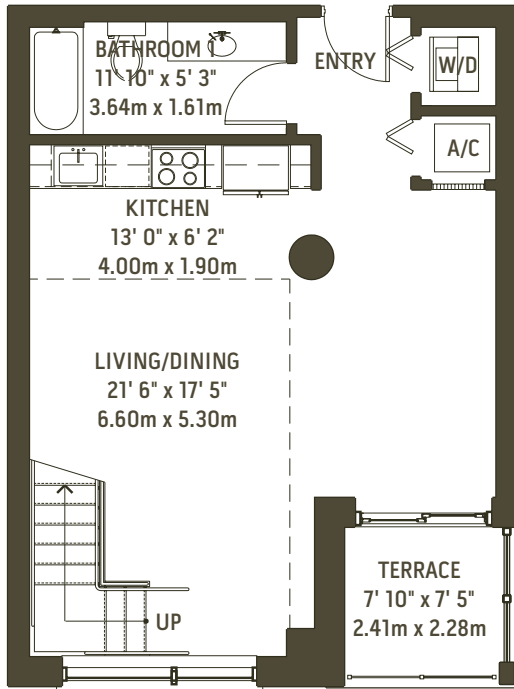 BATHROOM 1
11' 10" x 5' 3"
3.64m x 1.61m
ENTRY
W/D
A/C
KITCHEN
13' 0" x 6' 2"
4.00m x 1.90m
LIVING/DINING
21' 6" x 17' 5"
6.60m x 5.30m
UP
TERRACE
7' 10" x 7' 5"
2.41m x 2.28m